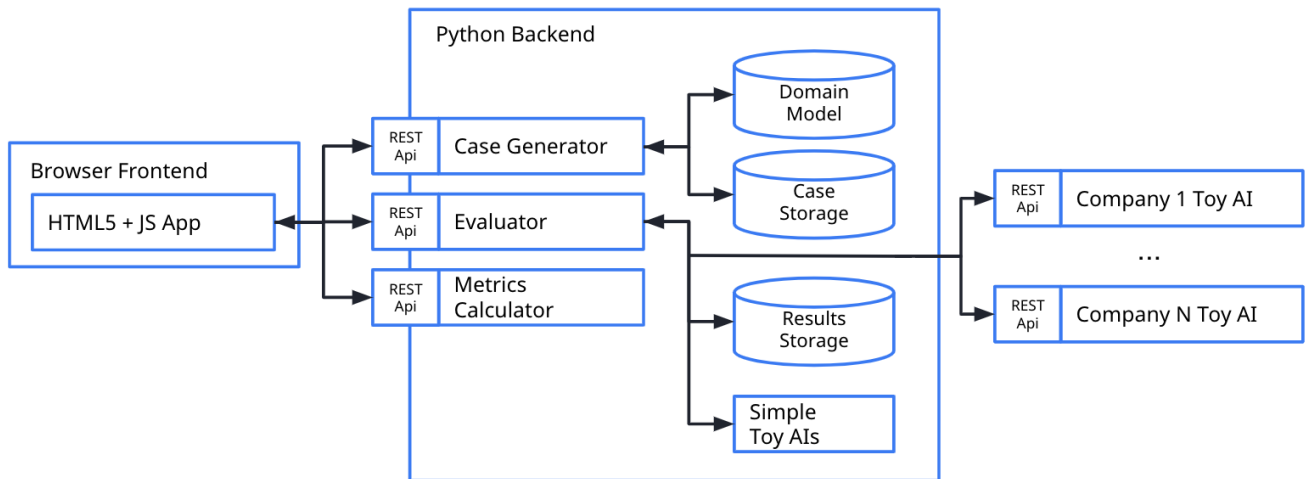 Python Backend
Domain
Model
REST
Api
Case Generator
Browser Frontend
HTML5 + JS App
Case
Storage
REST
Api
Evaluator
REST
Api
Company 1 Toy AI
...
REST
Api
Metrics
Calculator
Results
Storage
REST
Api
Company N Toy AI
Simple
Toy AIs